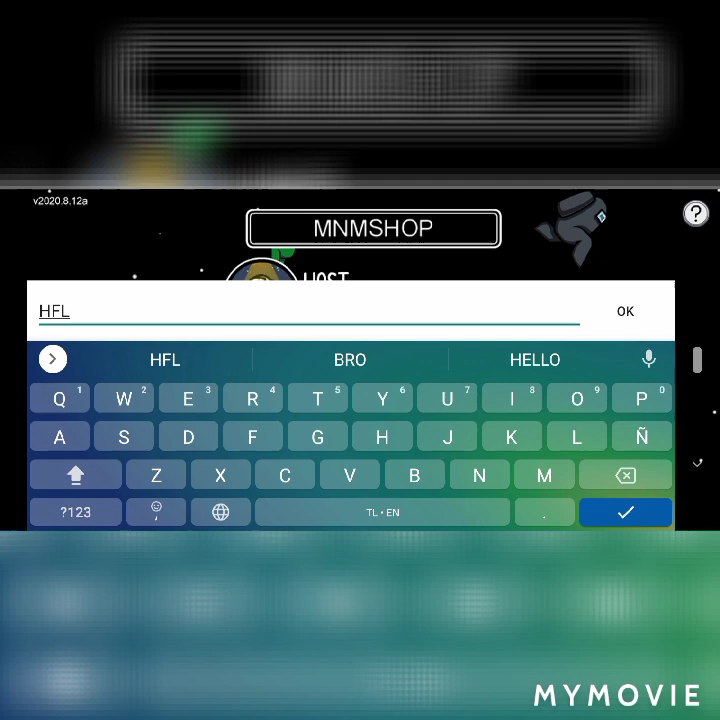 v2020.8.12a
MNMSHOP
?
HOST
HFL
OK
HFL BRO HELLO
Q 1 W 2 E 3 R 4 T 5 Y 6 U 7 I 8 O 9 P 0
A S D F G H J K L Ñ
Z X C V B N M
?123 , TL • EN .
MYMOVIE